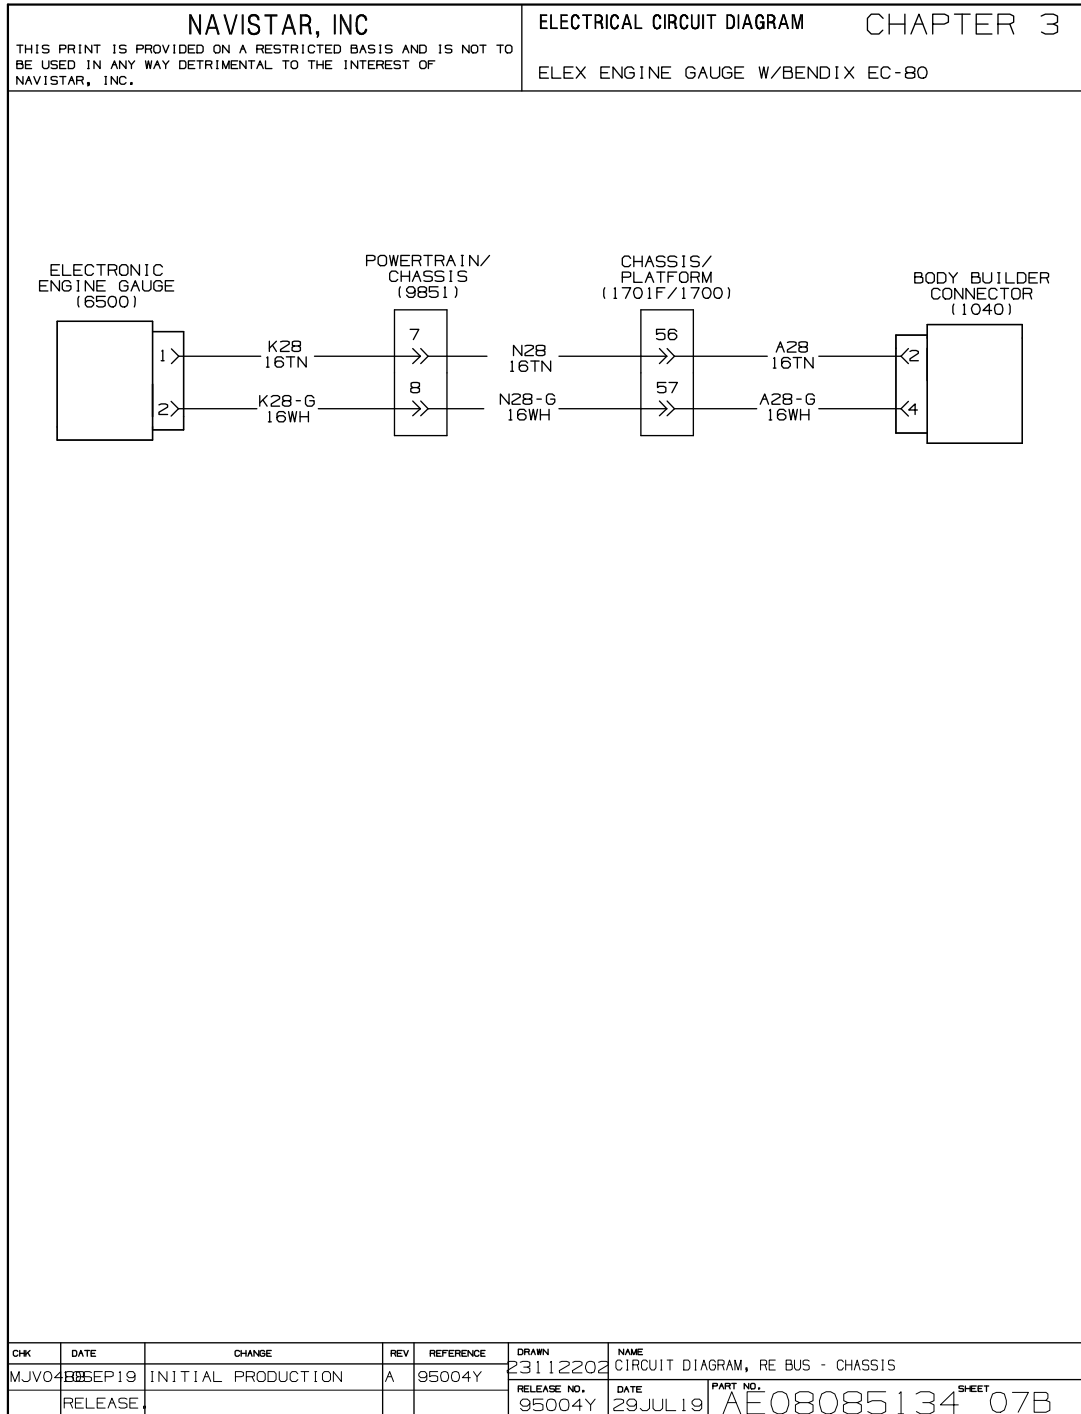 NAVISTAR, INC
THIS PRINT IS PROVIDED ON A RESTRICTED BASIS AND IS NOT TO
BE USED IN ANY WAY DETRIMENTAL TO THE INTEREST OF
NAVISTAR, INC.
ELECTRICAL CIRCUIT DIAGRAM CHAPTER 3
ELEX ENGINE GAUGE W/BENDIX EC-80
ELECTRONIC
ENGINE GAUGE
(6500)
POWERTRAIN/
CHASSIS
(9851)
CHASSIS/
PLATFORM
(1701F/1700)
BODY BUILDER
CONNECTOR
(1040)
1 K28 7 N28 56 A28 2
16TN 16TN 16TN
2 K28-G 8 N28-G 57 A28-G 4
16WH 16WH 16WH
CHK DATE CHANGE REV REFERENCE
INITIAL PRODUCTION A 95004Y
RELEASE.
DRAWN
23112202
NAME
CIRCUIT DIAGRAM, RE BUS - CHASSIS
RELEASE NO.
95004Y
DATE
29JUL19
PART NO.
AE08085134
SHEET
07B